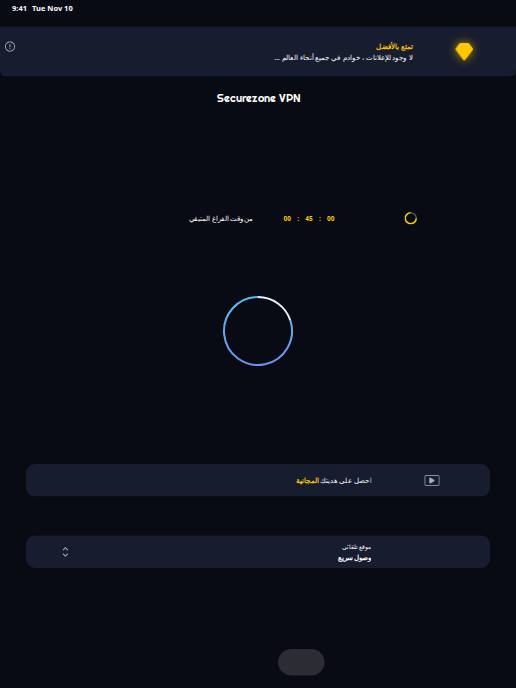 9:41 Tue Nov 10
تمتع بالأفضل
لا وجود للإعلانات ، خوادم في جميع أنحاء العالم ...
Securezone VPN
00 : 45 : 00 من وقت الفراغ المتبقي
احصل على هديتك المجانية
موقع تلقائي
وصول سريع